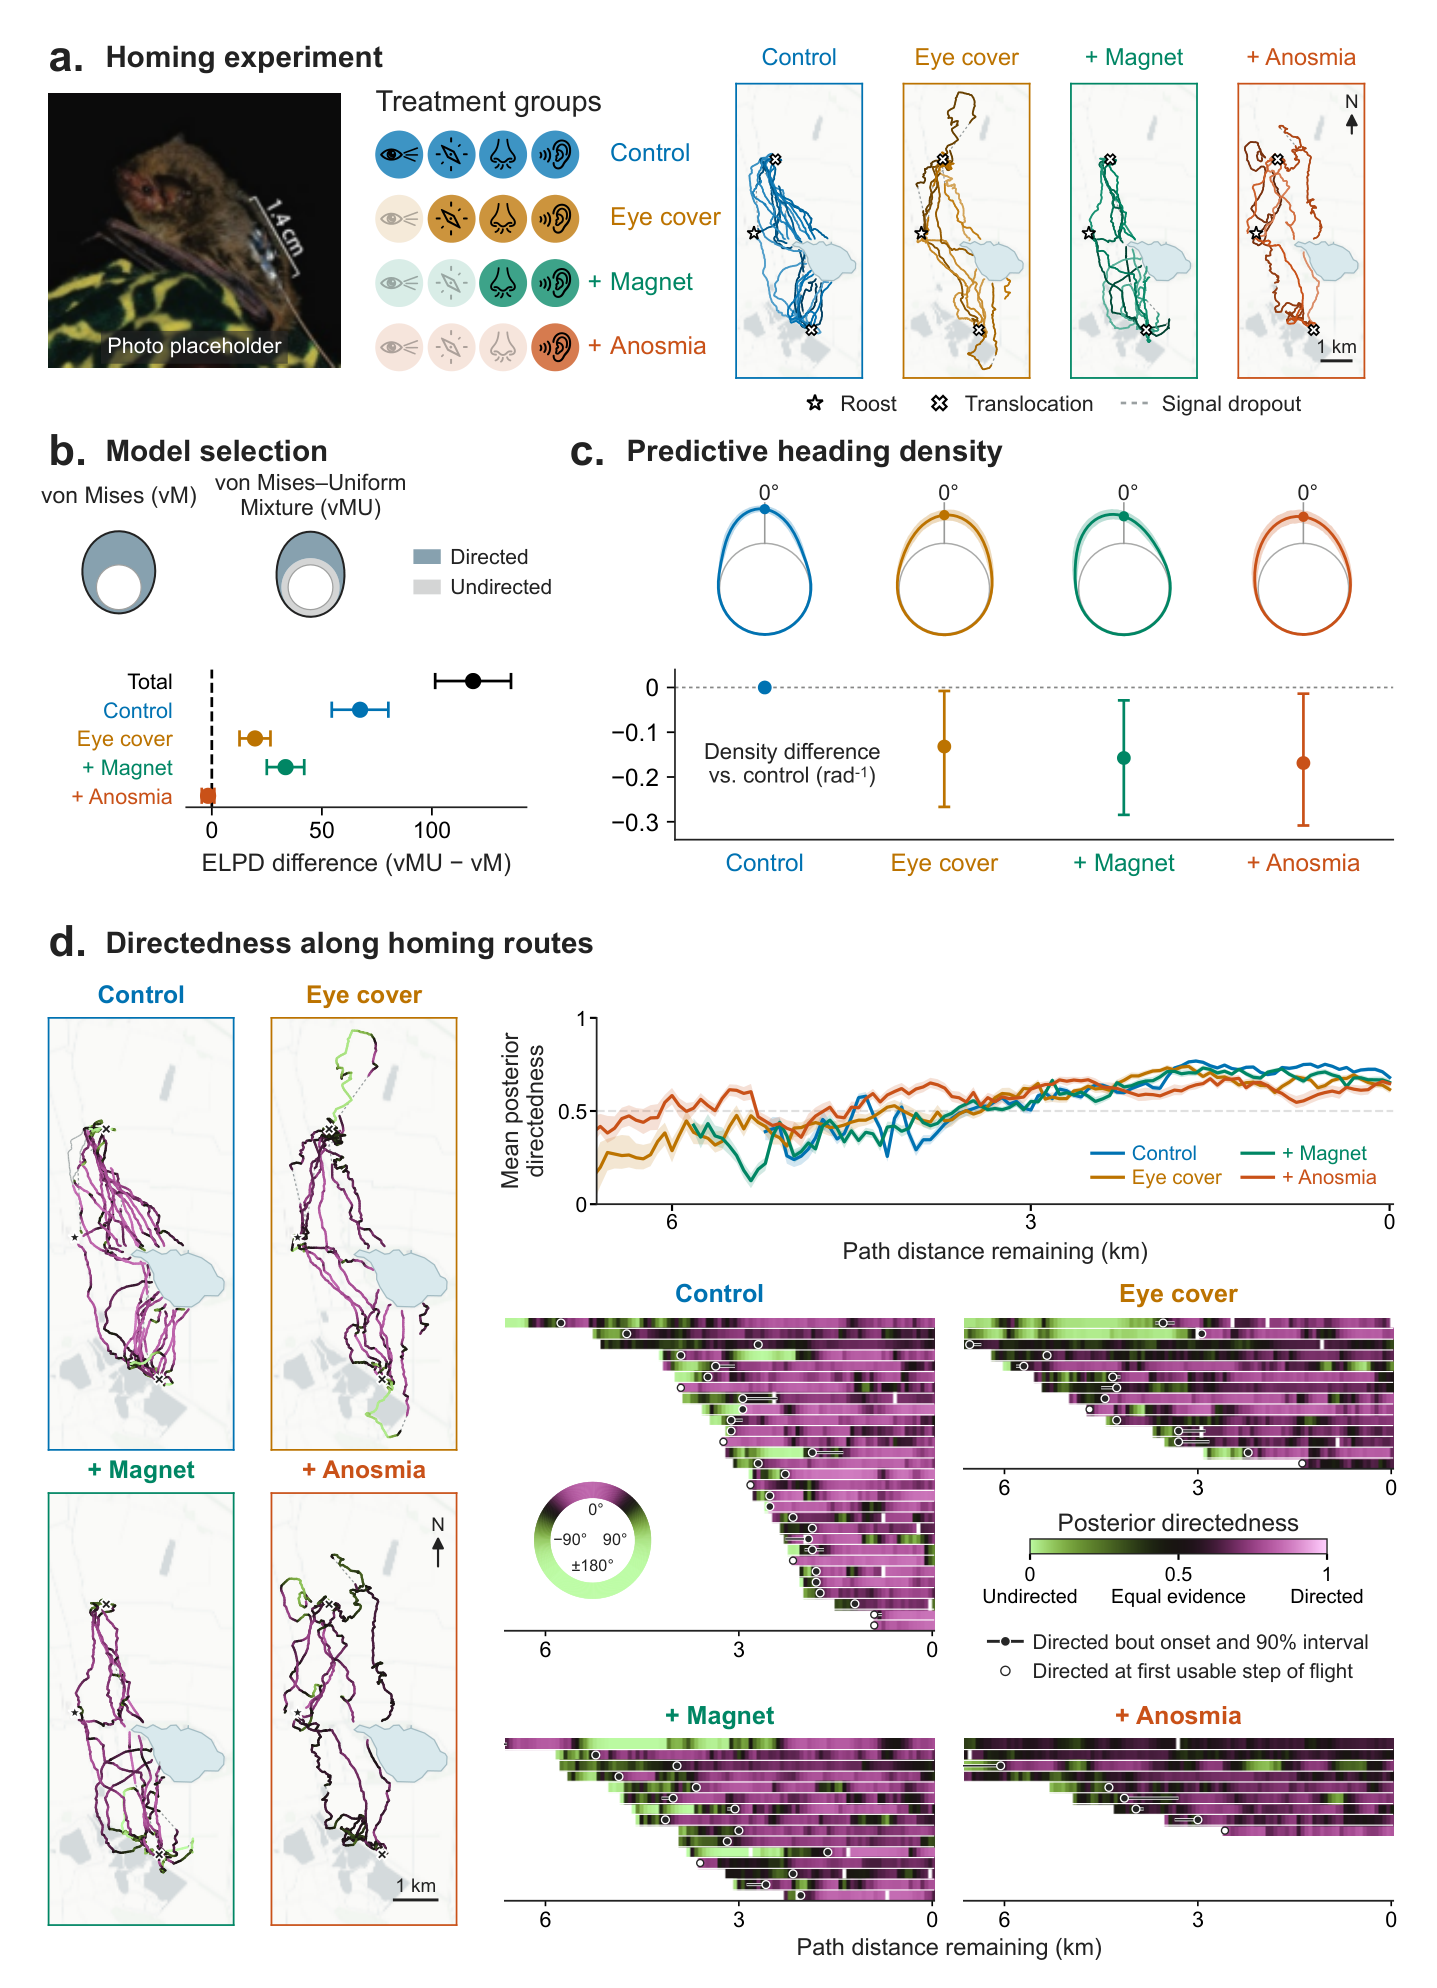 a. Homing experiment
1.4 cm
Photo placeholder
Treatment groups
Control
Eye cover
+ Magnet
+ Anosmia
Control
Eye cover
+ Magnet
+ Anosmia
N
1 km
Roost
Translocation
Signal dropout
b. Model selection
von Mises (vM)
von Mises–Uniform
Mixture (vMU)
Directed
Undirected
Total
Control
Eye cover
+ Magnet
+ Anosmia
0 50 100
ELPD difference (vMU − vM)
c. Predictive heading density
0° 0° 0° 0°
0
−0.1
−0.2
−0.3
Density difference
vs. control (rad⁻¹)
Control Eye cover + Magnet + Anosmia
d. Directedness along homing routes
Control
Eye cover
+ Magnet
+ Anosmia
N
1 km
Mean posterior
directedness
1
0.5
0
Control
Eye cover
+ Magnet
+ Anosmia
6 3 0
Path distance remaining (km)
Control
0°
−90° 90°
±180°
6 3 0
Eye cover
6 3 0
Posterior directedness
0 0.5 1
Undirected Equal evidence Directed
Directed bout onset and 90% interval
Directed at first usable step of flight
+ Magnet
6 3 0
+ Anosmia
6 3 0
Path distance remaining (km)